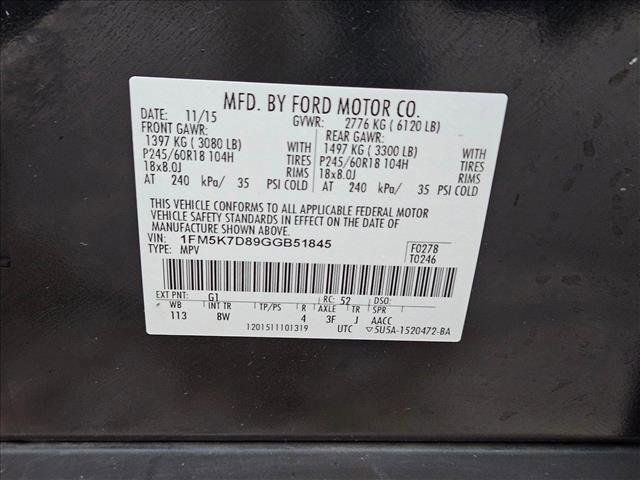 MFD. BY FORD MOTOR CO.
DATE: 11/15 GVWR: 2776 KG ( 6120 LB)
FRONT GAWR: REAR GAWR:
1397 KG ( 3080 LB) WITH 1497 KG ( 3300 LB) WITH
P245/60R18 104H TIRES P245/60R18 104H TIRES
18x8.0J RIMS 18x8.0J RIMS
AT 240 kPa/ 35 PSI COLD AT 240 kPa/ 35 PSI COLD
THIS VEHICLE CONFORMS TO ALL APPLICABLE FEDERAL MOTOR
VEHICLE SAFETY STANDARDS IN EFFECT ON THE DATE OF
MANUFACTURE SHOWN ABOVE.
VIN: 1FM5K7D89GGB51845 F0278
TYPE: MPV T0246
EXT PNT: G1 RC: 52 DSO:
WB INT TR TP/PS R AXLE TR SPR
113 8W 4 3F J AACC
1201511101319 UTC ▽5U5A-1520472-BA